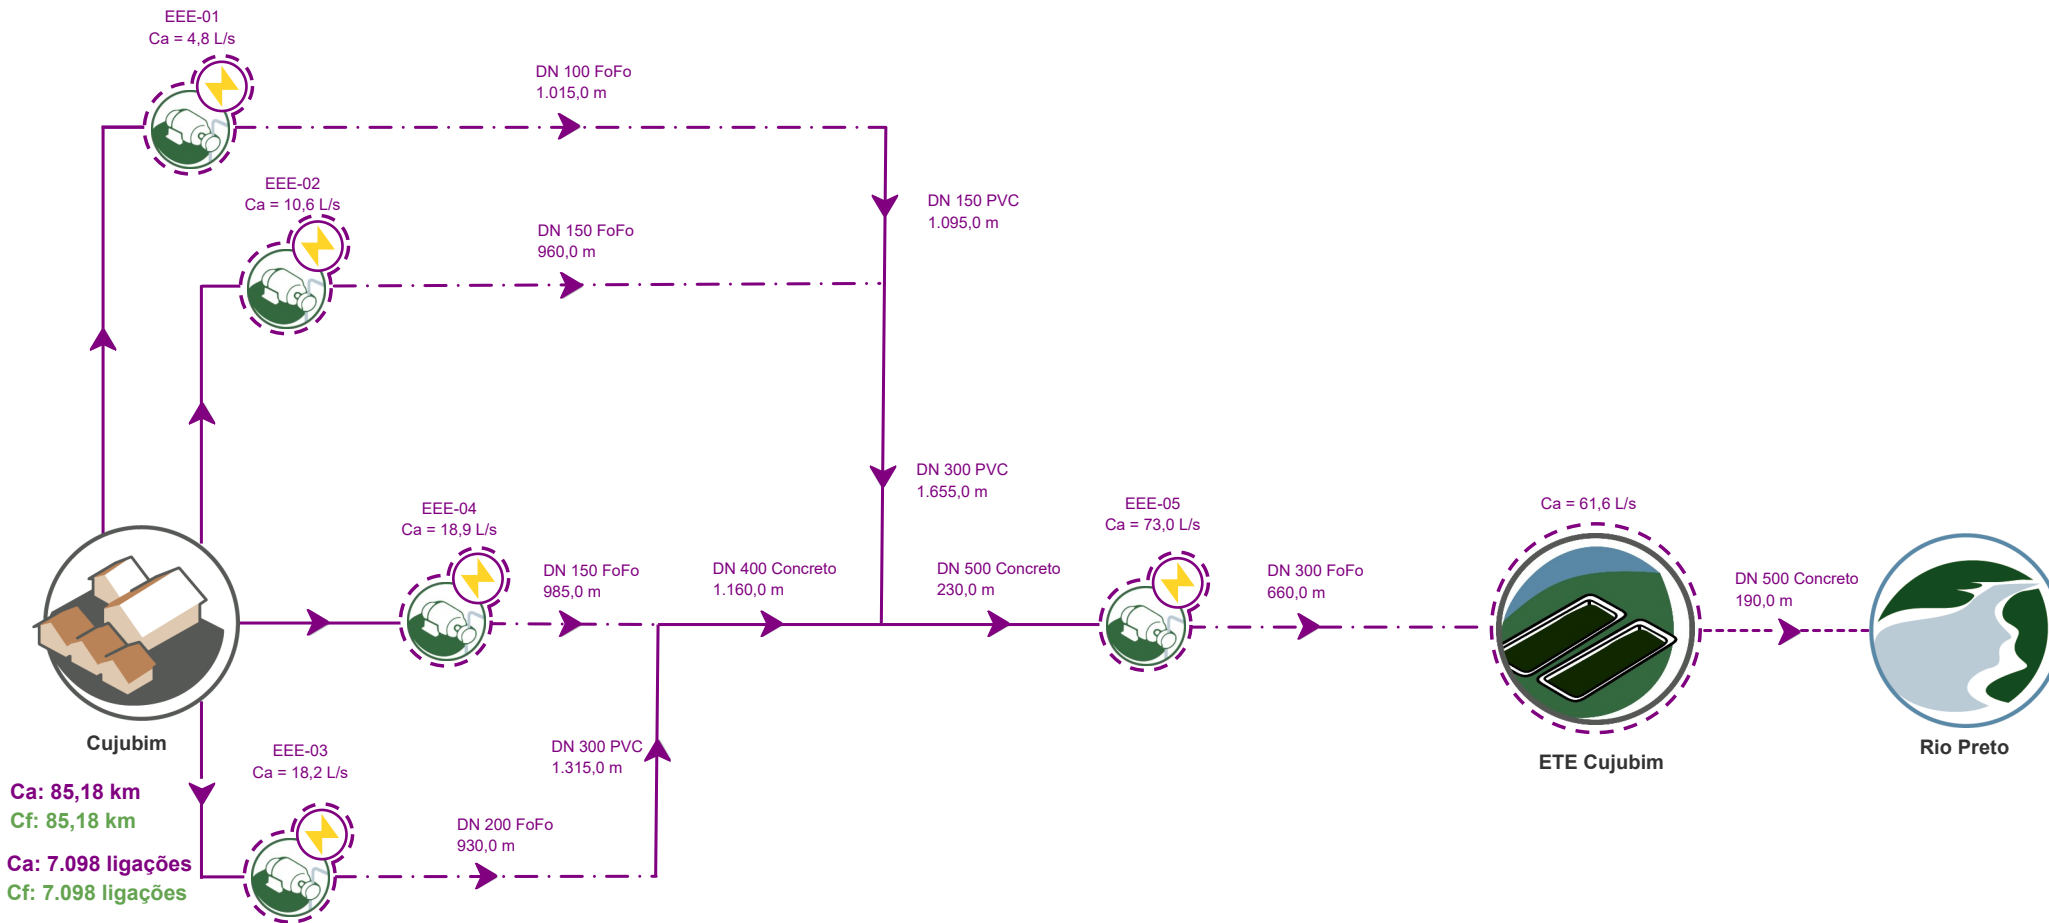 EEE-01
Ca = 4,8 L/s
DN 100 FoFo
1.015,0 m
EEE-02
Ca = 10,6 L/s
DN 150 FoFo
960,0 m
DN 150 PVC
1.095,0 m
DN 300 PVC
1.655,0 m
EEE-04
Ca = 18,9 L/s
DN 150 FoFo
985,0 m
DN 400 Concreto
1.160,0 m
DN 500 Concreto
230,0 m
EEE-05
Ca = 73,0 L/s
DN 300 FoFo
660,0 m
Ca = 61,6 L/s
DN 500 Concreto
190,0 m
Cujubim
ETE Cujubim
Rio Preto
EEE-03
Ca = 18,2 L/s
DN 300 PVC
1.315,0 m
DN 200 FoFo
930,0 m
Ca: 85,18 km
Cf: 85,18 km
Ca: 7.098 ligações
Cf: 7.098 ligações